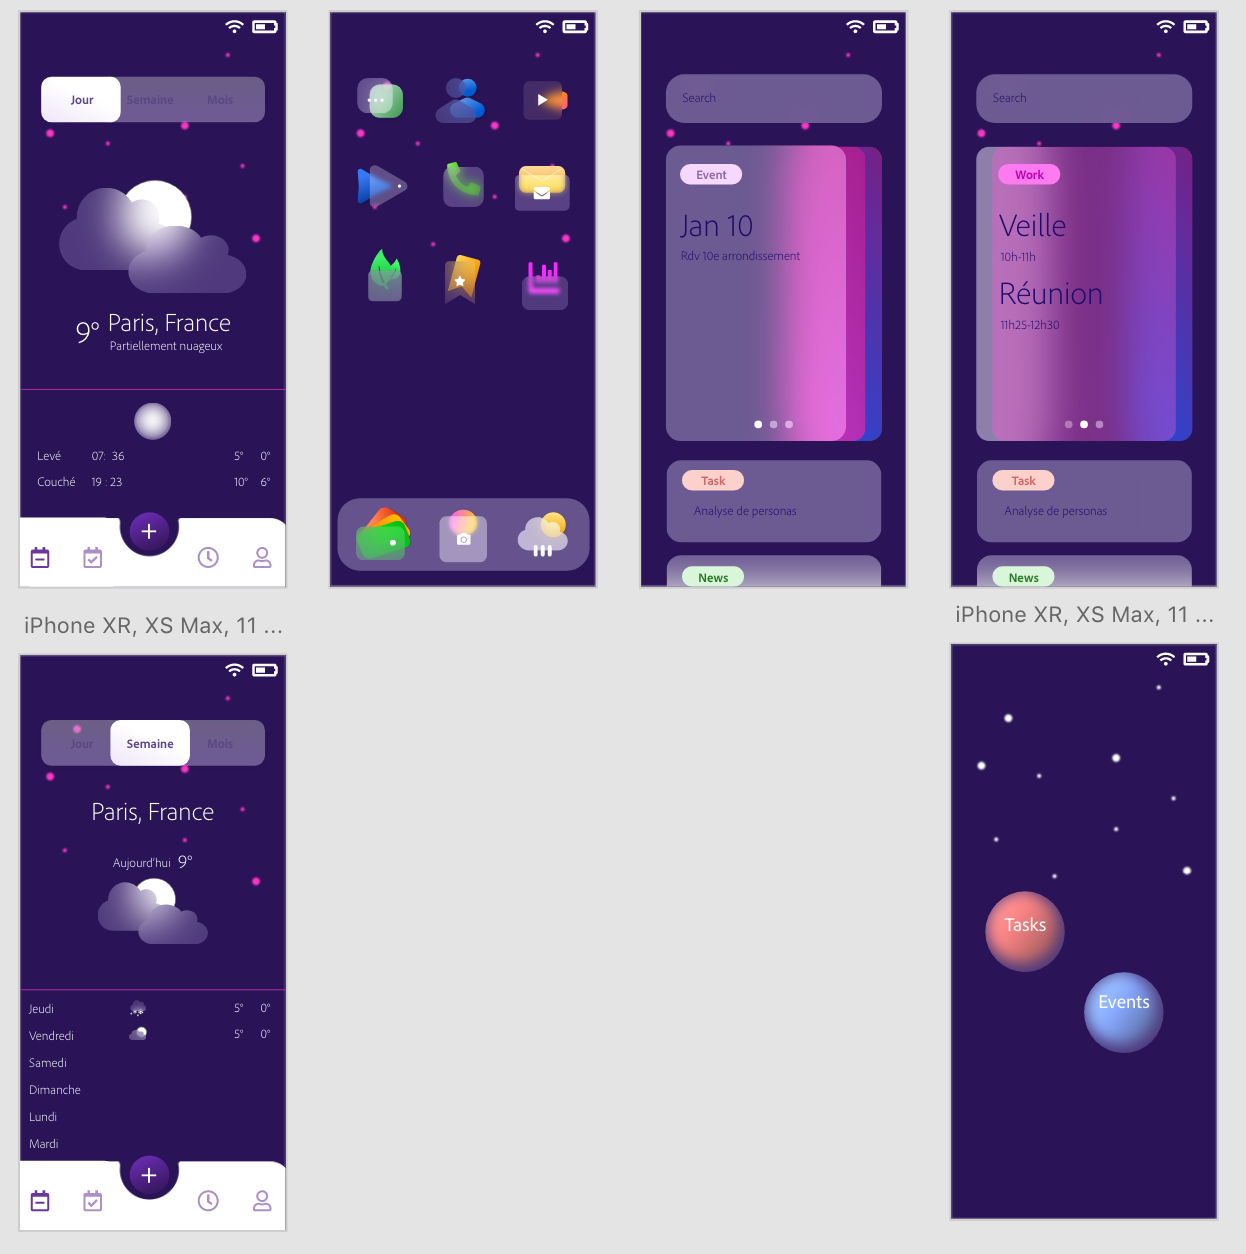 Jour Semaine Mois
9° Paris, France
Partiellement nuageux
Levé 07: 36 5° 0°
Couché 19 : 23 10° 6°
Search
Event
Jan 10
Rdv 10e arrondissement
Task
Analyse de personas
News
Search
Work
Veille
10h-11h
Réunion
11h25-12h30
Task
Analyse de personas
News
iPhone XR, XS Max, 11 ...
Jour Semaine Mois
Paris, France
Aujourd'hui 9°
Jeudi 5° 0°
Vendredi 5° 0°
Samedi
Dimanche
Lundi
Mardi
iPhone XR, XS Max, 11 ...
Tasks
Events